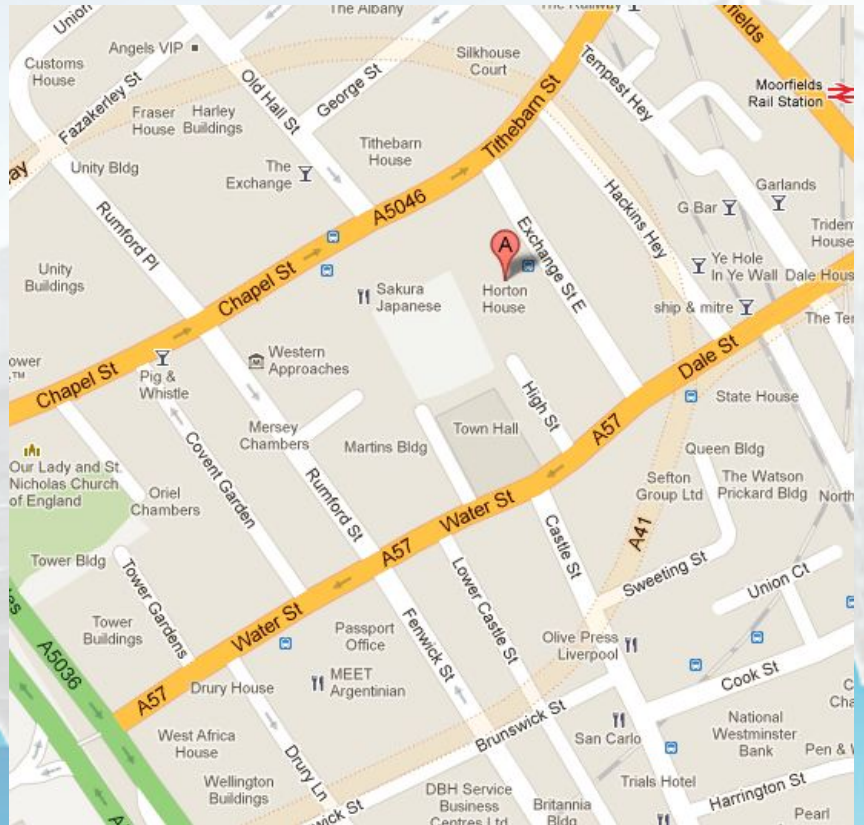 Union
The Albany
The Railway
Angels VIP
Customs
House
Old Hall St
George St
Silkhouse
Court
Tempest Hey
Moorfields
Rail Station
Fazakerley St
Fraser
House
Harley
Buildings
Tithebarn
House
Tithebarn St
Unity Bldg
The
Exchange
A5046
Hackins Hey
Garlands
G Bar
Rumford Pl
Exchange St E
Unity
Buildings
Chapel St
A
Sakura
Japanese
Horton
House
Ye Hole
In Ye Wall
Dale
ship & mitre
Western
Approaches
Chapel St
Pig &
Whistle
High St
Dale St
State House
Mersey
Chambers
Martins Bldg
Town Hall
A57
Queen Bldg
Our Lady and St
Nicholas Church
of England
Covent Garden
Oriel
Chambers
Rumford St
Water St
Sefton
Group Ltd
The Watson
Prickard Bldg
North
A57
Castle St
A41
Tower Bldg
Tower Gardens
Lower Castle St
Sweeting St
Union Ct
Tower
Buildings
Water St
Passport
Office
Fenwick St
Olive Press
Liverpool
A5036
MEET
Argentinian
Cook St
A57
Drury House
Brunswick St
San Carlo
National
Westminster
Bank
West Africa
House
Drury Ln
Wellington
Buildings
DBH Service
Business
Centres Ltd
Britannia
Bldg
Trials Hotel
Harrington St
Pearl